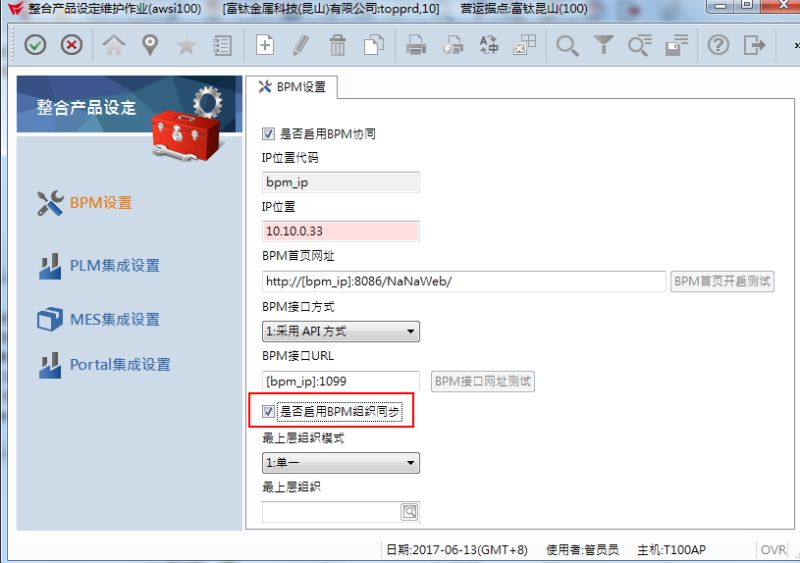 整合产品设定维护作业(awsi100) [富钛金属科技(昆山)有限公司:topprd,10] 营运据点:富钛昆山(100)
整合产品设定
BPM设置
PLM集成设置
MES集成设置
Portal集成设置
BPM设置
是否启用BPM协同
IP位置代码
bpm_ip
IP位置
10.10.0.33
BPM首页网址
http://[bpm_ip]:8086/NaNaWeb/ BPM首页开启测试
BPM接口方式
1:采用 API 方式
BPM接口URL
[bpm_ip]:1099 BPM接口网址测试
是否启用BPM组织同步
最上层组织模式
1:单一
最上层组织
日期:2017-06-13(GMT+8) 使用者:管员员 主机:T100AP OVR